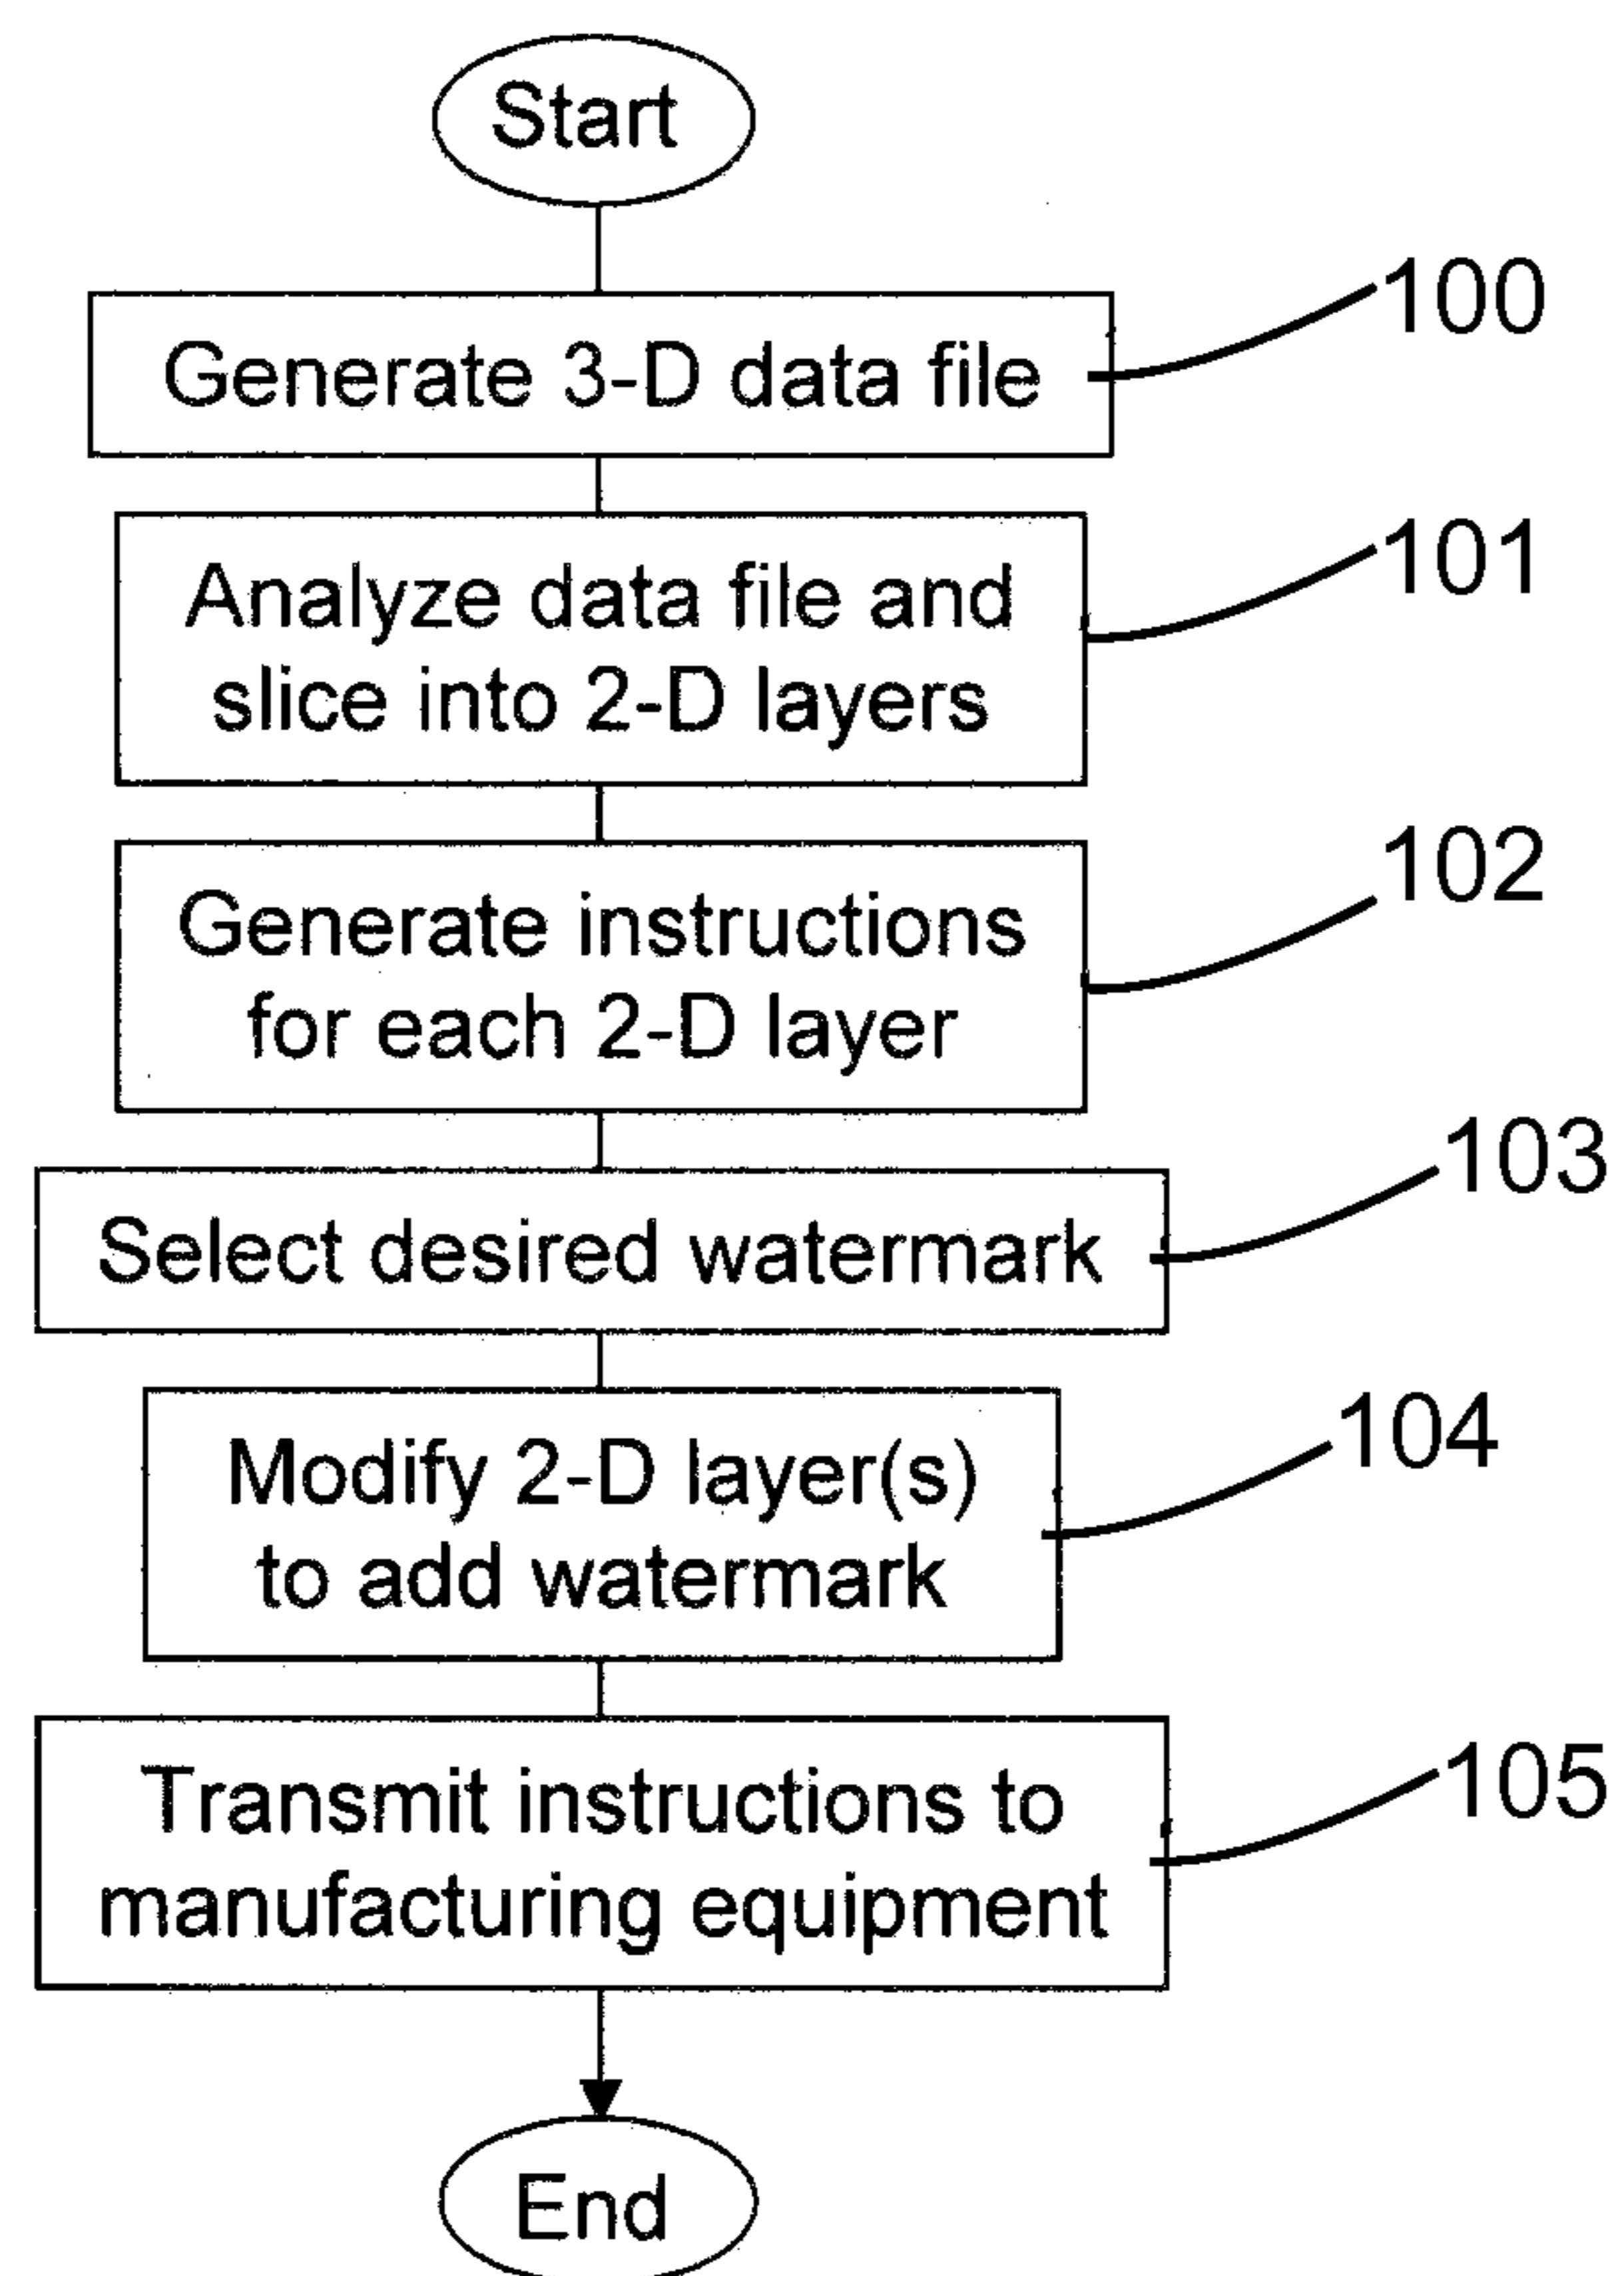 Start
100
Generate 3-D data file
101
Analyze data file and
slice into 2-D layers
102
Generate instructions
for each 2-D layer
103
Select desired watermark
104
Modify 2-D layer(s)
to add watermark
105
Transmit instructions to
manufacturing equipment
End